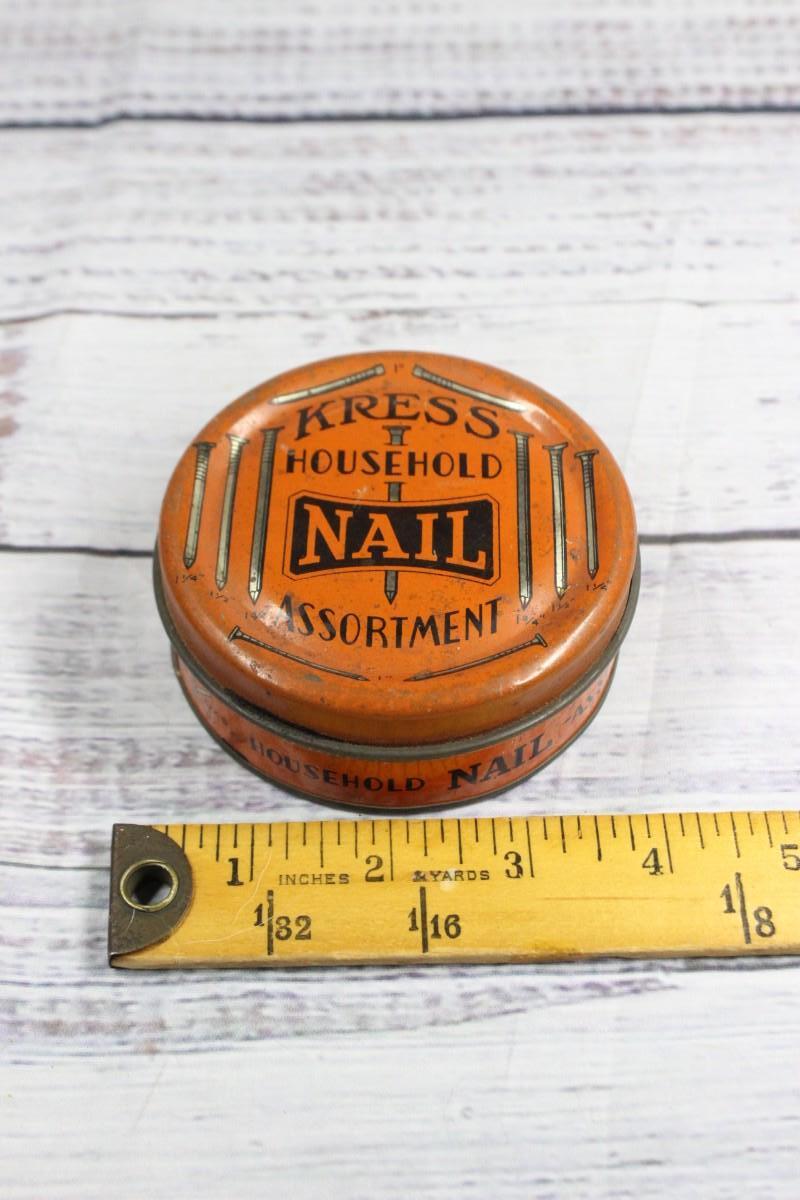 1"
KRESS
HOUSEHOLD
NAIL
ASSORTMENT
HOUSEHOLD NAIL
1 2 3 4 5
INCHES & YARDS
1/32 1/16 1/8